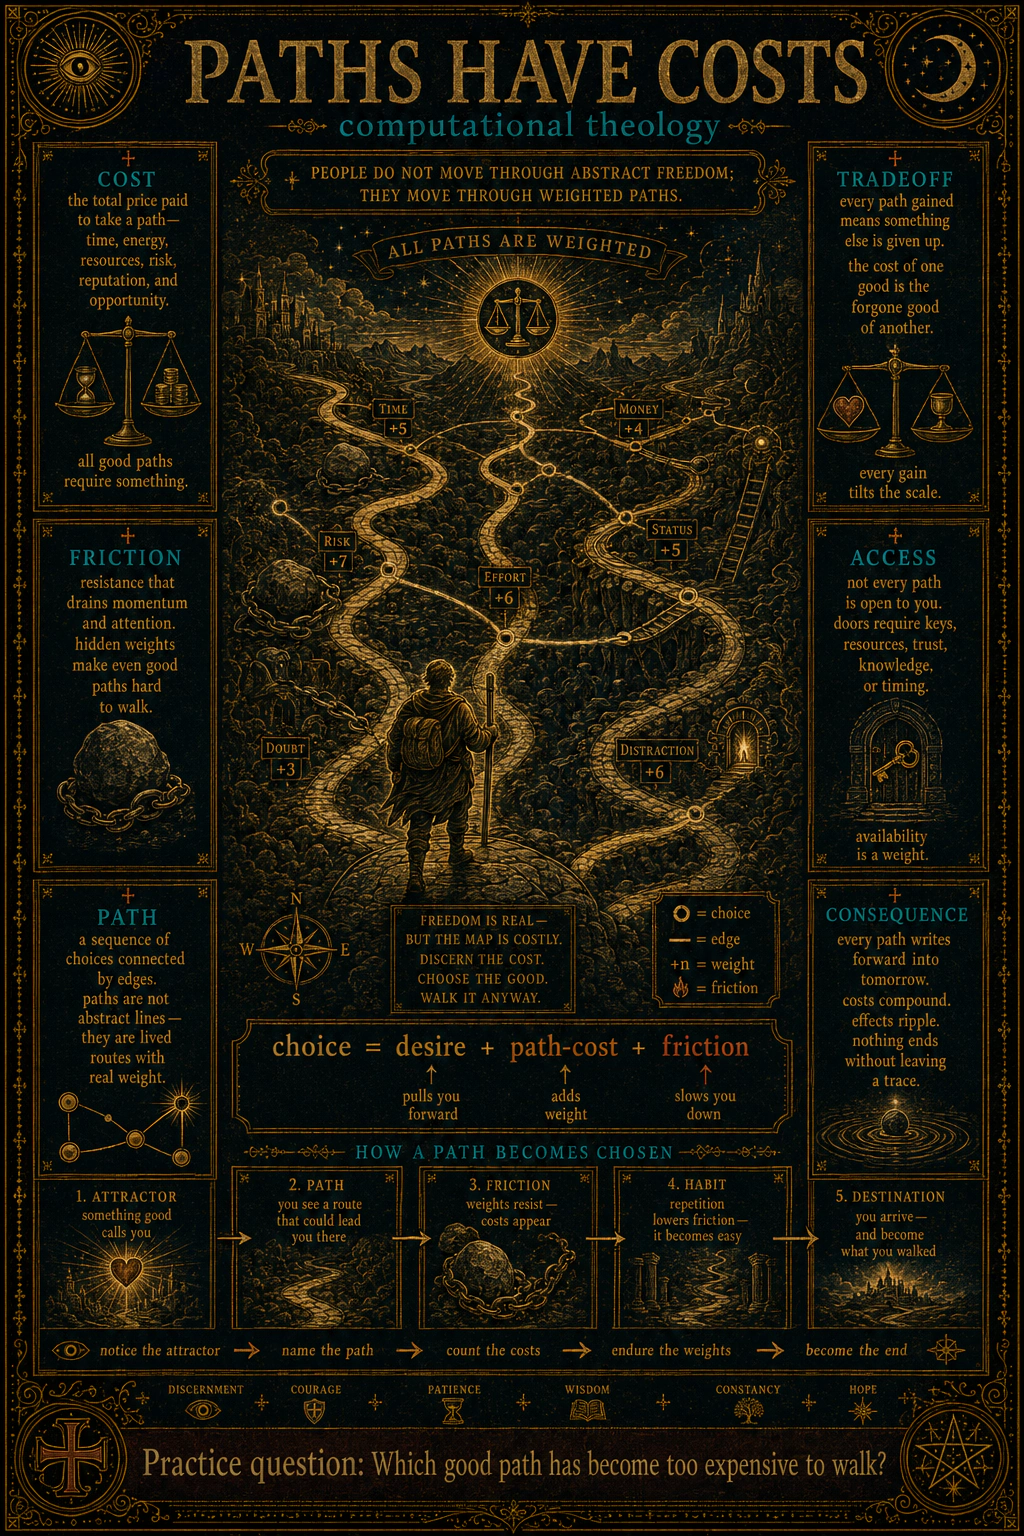 PATHS HAVE COSTS
computational theology
PEOPLE DO NOT MOVE THROUGH ABSTRACT FREEDOM;
THEY MOVE THROUGH WEIGHTED PATHS.
ALL PATHS ARE WEIGHTED
COST
the total price paid
to take a path—
time, energy,
resources, risk,
reputation, and
opportunity.
all good paths
require something.
FRICTION
resistance that
drains momentum
and attention.
hidden weights
make even good
paths hard
to walk.
PATH
a sequence of
choices connected
by edges.
paths are not
abstract lines—
they are lived
routes with
real weight.
TIME
+5
MONEY
+4
RISK
+7
STATUS
+5
EFFORT
+6
DOUBT
+3
DISTRACTION
+6
N
W
E
S
FREEDOM IS REAL—
BUT THE MAP IS COSTLY.
DISCERN THE COST.
CHOOSE THE GOOD.
WALK IT ANYWAY.
= choice
= edge
+n = weight
= friction
TRADEOFF
every path gained
means something
else is given up.
the cost of one
good is the
forgone good
of another.
every gain
tilts the scale.
ACCESS
not every path
is open to you.
doors require keys,
resources, trust,
knowledge,
or timing.
availability
is a weight.
CONSEQUENCE
every path writes
forward into
tomorrow.
costs compound.
effects ripple.
nothing ends
without leaving
a trace.
choice = desire + path-cost + friction
pulls you
forward
adds
weight
slows you
down
HOW A PATH BECOMES CHOSEN
1. ATTRACTOR
something good
calls you
2. PATH
you see a route
that could lead
you there
3. FRICTION
weights resist—
costs appear
4. HABIT
repetition
lowers friction—
it becomes easy
5. DESTINATION
you arrive—
and become
what you walked
notice the attractor → name the path → count the costs → endure the weights → become the end
DISCERNMENT
COURAGE
PATIENCE
WISDOM
CONSTANCY
HOPE
Practice question: Which good path has become too expensive to walk?